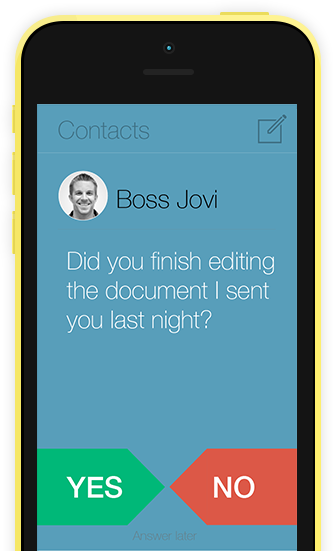 Contacts
Boss Jovi
Did you finish editing
the document I sent
you last night?
YES
NO
Answer later